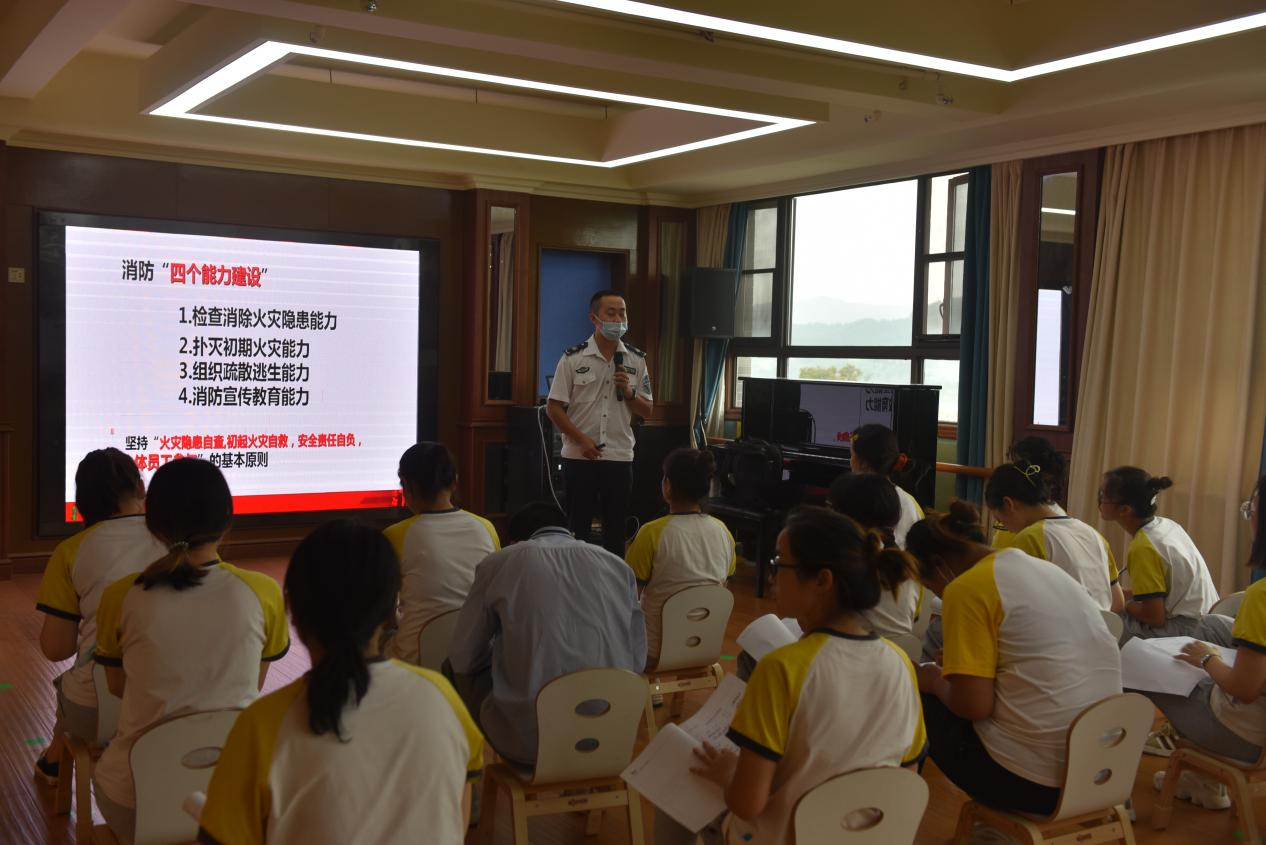 消防“四个能力建设”
1.检查消除火灾隐患能力
2.扑灭初期火灾能力
3.组织疏散逃生能力
4.消防宣传教育能力
坚持“火灾隐患自查,初起火灾自救，安全责任自负，
体员工”的基本原则